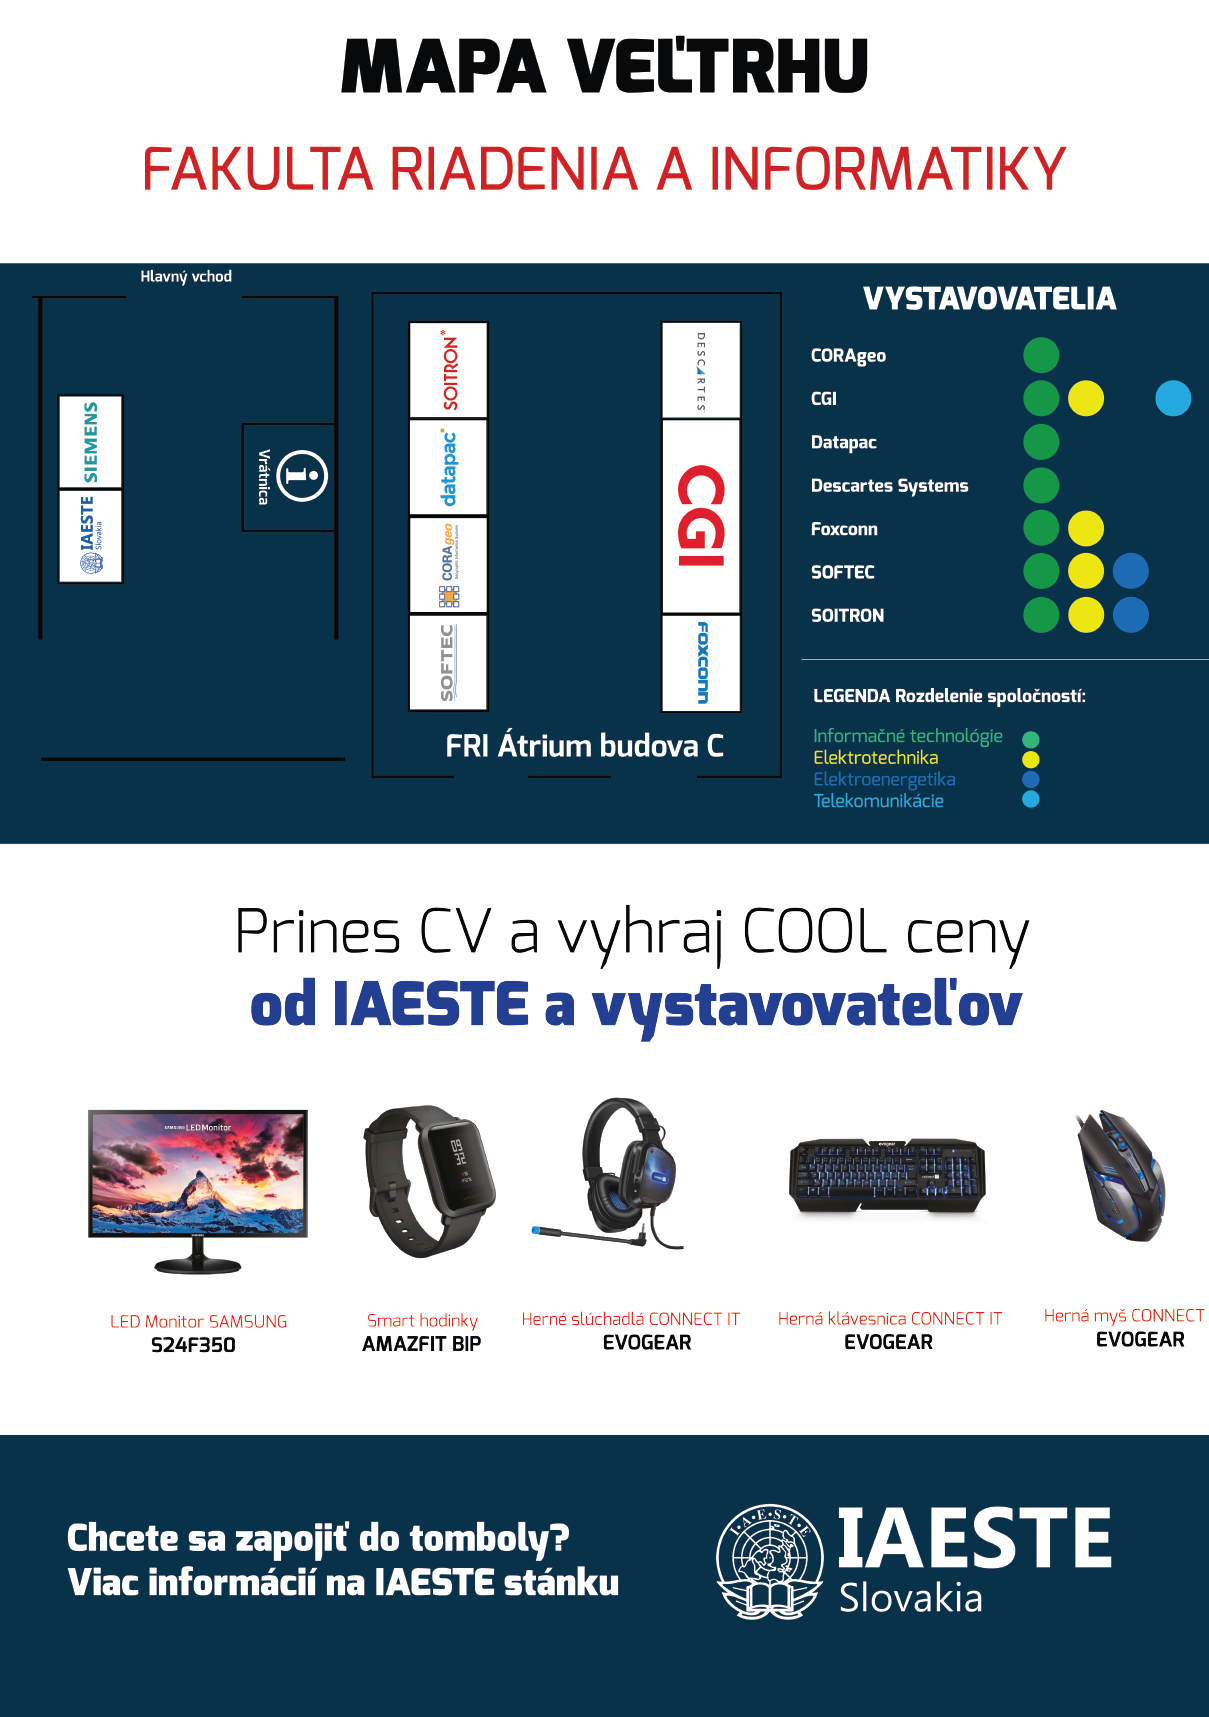 MAPA VEĽTRHU
FAKULTA RIADENIA A INFORMATIKY
Hlavný vchod
SIEMENS
IAESTE
Slovakia
Vrátnica
i
SOITRON*
datapac
CORAgeo
SOFTEC
DESCARTES
CGI
FOXCONN
FRI Átrium budova C
VYSTAVOVATELIA
CORAgeo
CGI
Datapac
Descartes Systems
Foxconn
SOFTEC
SOITRON
LEGENDA Rozdelenie spoločností:
Informačné technológie
Elektrotechnika
Elektroenergetika
Telekomunikácie
Prines CV a vyhraj COOL ceny
od IAESTE a vystavovateľov
SAMSUNG LED Monitor
evogear
LED Monitor SAMSUNG
S24F350
Smart hodinky
AMAZFIT BIP
Herné slúchadlá CONNECT IT
EVOGEAR
Herná klávesnica CONNECT IT
EVOGEAR
Herná myš CONNECT
EVOGEAR
Chcete sa zapojiť do tomboly?
Viac informácií na IAESTE stánku
I.A.E.S.T.E
IAESTE
Slovakia